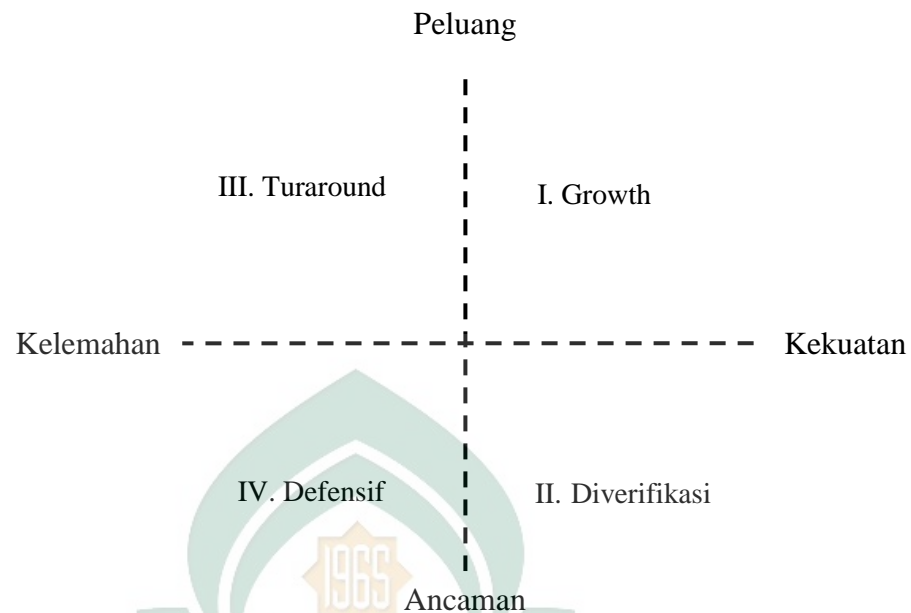 Peluang
III. Turaround
I. Growth
Kelemahan
Kekuatan
IV. Defensif
II. Diverifikasi
1965
Ancaman